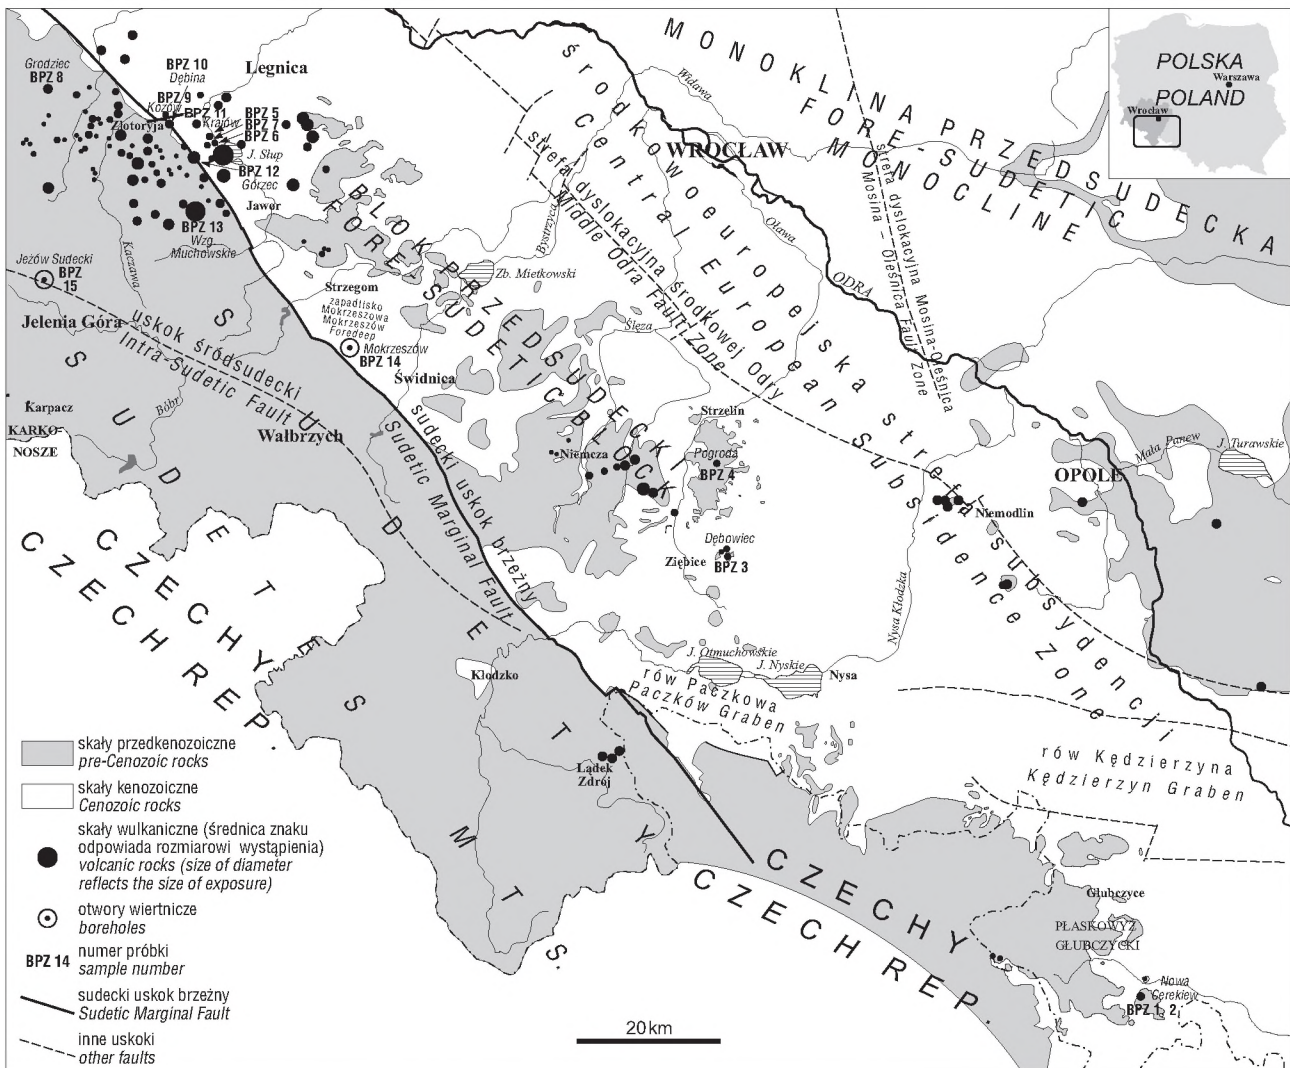 MONOKLINA PRZEDSUDECKA
FORE-SUDETIC
MONOCLINE
POLSKA
Warszawa
POLAND
Wrocław
Grodziec
BPZ 8
BPZ 10
Dębina
Legnica
BPZ 9
Kozów
BPZ 11
Krajów
BPZ 5
BPZ 7
BPZ 6
Złotoryja
J. Słup
BPZ 12
Górzec
Jawor
BPZ 13
Wzg.
Muchowskie
Kaczawa
Jeżów Sudecki
BPZ
15
Jelenia Góra
uskok śródsudecki
Intra-Sudetic Fault
Karpacz
KARKO-
NOSZE
Bóbr
Wałbrzych
Strzegom
zapadlisko
Mokrzeszowa
Mokrzeszów
Foredeep
Mokrzeszów
BPZ 14
Świdnica
sudecki uskok brzeżny
Sudetic Marginal Fault
BLOK PRZEDSUDECKI
FORE-SUDETIC BLOCK
Zb. Mietkowski
Bystrzyca
Ślęza
Widawa
WROCŁAW
Oława
ODRA
środkowoeuropejska strefa subsydencji
Central European Subsidence Zone
strefa dyslokacyjna środkowej Odry
Middle Odra Fault Zone
strefa dyslokacyjna Mosina-Oleśnica
Mosina - Oleśnica Fault Zone
Strzelin
Niemcza
Pogroda
BPZ 4
Dębowiec
BPZ 3
Ziębice
Nysa Kłodzka
Niemodlin
OPOLE
Mała Panew
J. Turawskie
J. Otmuchowskie
J. Nyskie
Nysa
rów Paczkowa
Paczków Graben
rów Kędzierzyna
Kędzierzyn Graben
SUDETY
SUDETES MTS.
Kłodzko
Lądek
Zdrój
CZECHY
CZECH REP.
CZECHY
CZECH REP.
Głubczyce
PŁASKOWYŻ
GŁUBCZYCKI
Nowa
Cerekiew
BPZ 1, 2
skały przedkenozoiczne
pre-Cenozoic rocks
skały kenozoiczne
Cenozoic rocks
skały wulkaniczne (średnica znaku
odpowiada rozmiarowi wystąpienia)
volcanic rocks (size of diameter
reflects the size of exposure)
otwory wiertnicze
boreholes
BPZ 14
numer próbki
sample number
sudecki uskok brzeżny
Sudetic Marginal Fault
inne uskoki
other faults
20 km